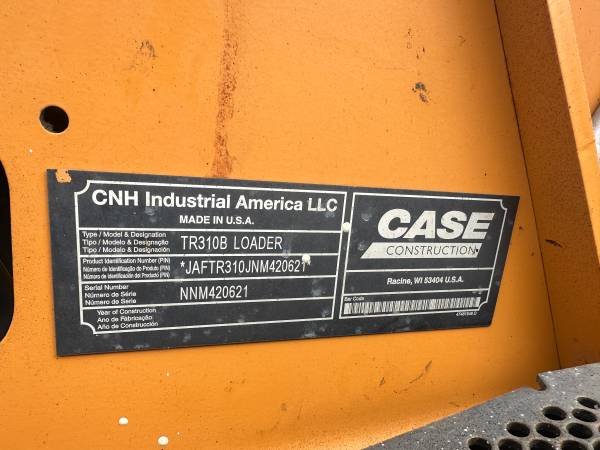 CNH Industrial America LLC
MADE IN U.S.A.
Type / Model & Designation
Tipo / Modelo & Designação
Tipo / Modelo & Designación
TR310B LOADER
Product Identification Number (PIN)
Número de Identificação do Produto (PIN)
Número de Identificación del Producto (PIN)
*JAFTR310JNM420621*
Serial Number
Número de Série
Número de Serie
NNM420621
Year of Construction
Ano de Fabricação
Año de Construcción
CASE
CONSTRUCTION
Racine, WI 53404 U.S.A.
Bar Code